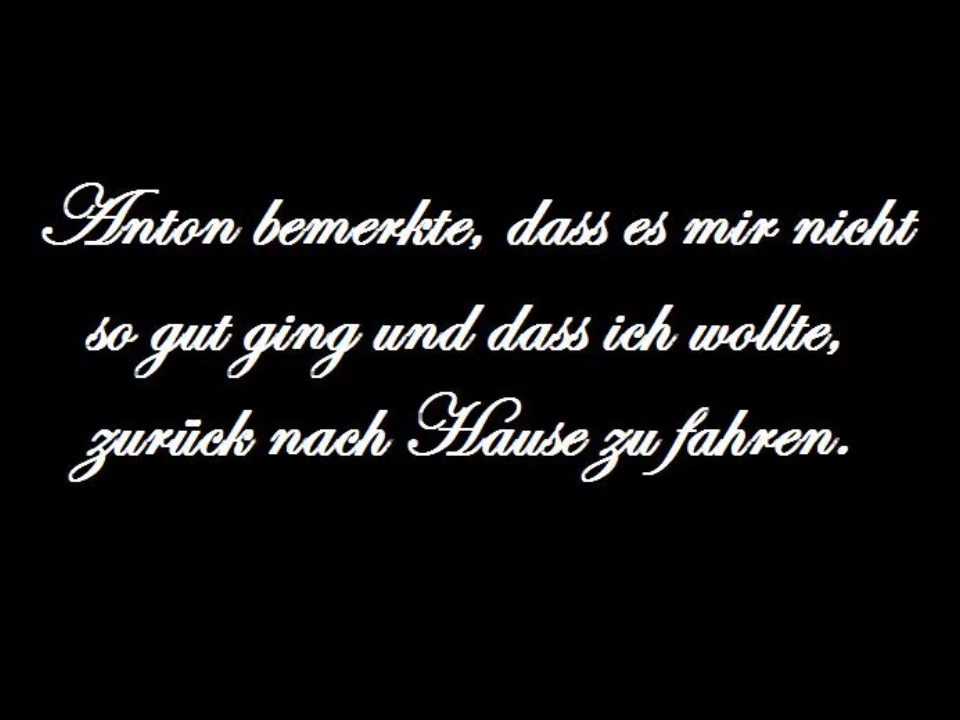 Anton bemerkte, dass es mir nicht
so gut ging und dass ich wollte,
zurück nach Hause zu fahren.